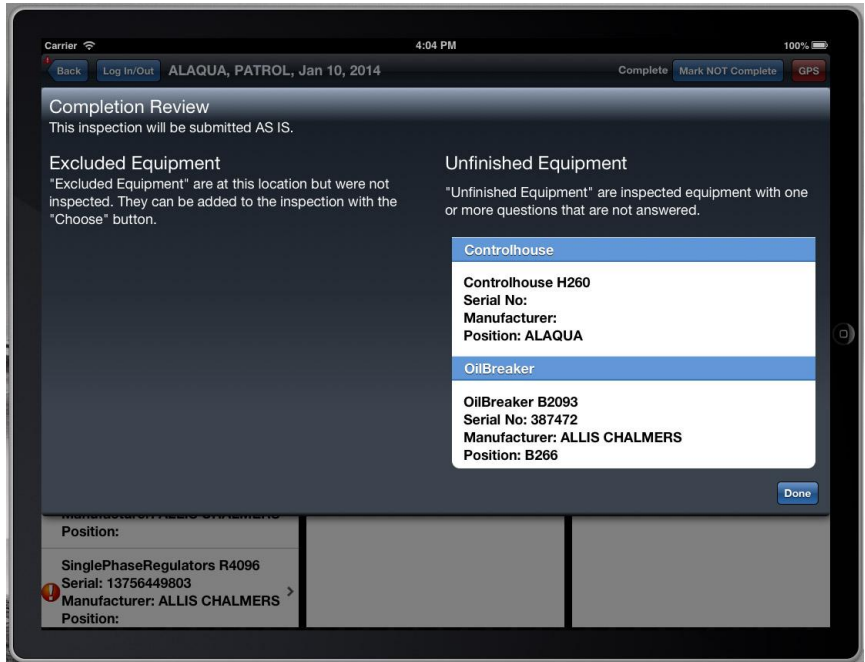 Carrier 4:04 PM 100%
! Back Log In/Out ALAQUA, PATROL, Jan 10, 2014 Complete Mark NOT Complete GPS
Completion Review
This inspection will be submitted AS IS.
Excluded Equipment
"Excluded Equipment" are at this location but were not
inspected. They can be added to the inspection with the
"Choose" button.
Unfinished Equipment
"Unfinished Equipment" are inspected equipment with one
or more questions that are not answered.
Controlhouse
Controlhouse H260
Serial No:
Manufacturer:
Position: ALAQUA
OilBreaker
OilBreaker B2093
Serial No: 387472
Manufacturer: ALLIS CHALMERS
Position: B266
Done
Manufacturer: ALLIS CHALMERS
Position:
SinglePhaseRegulators R4096
Serial: 13756449803
Manufacturer: ALLIS CHALMERS
Position: